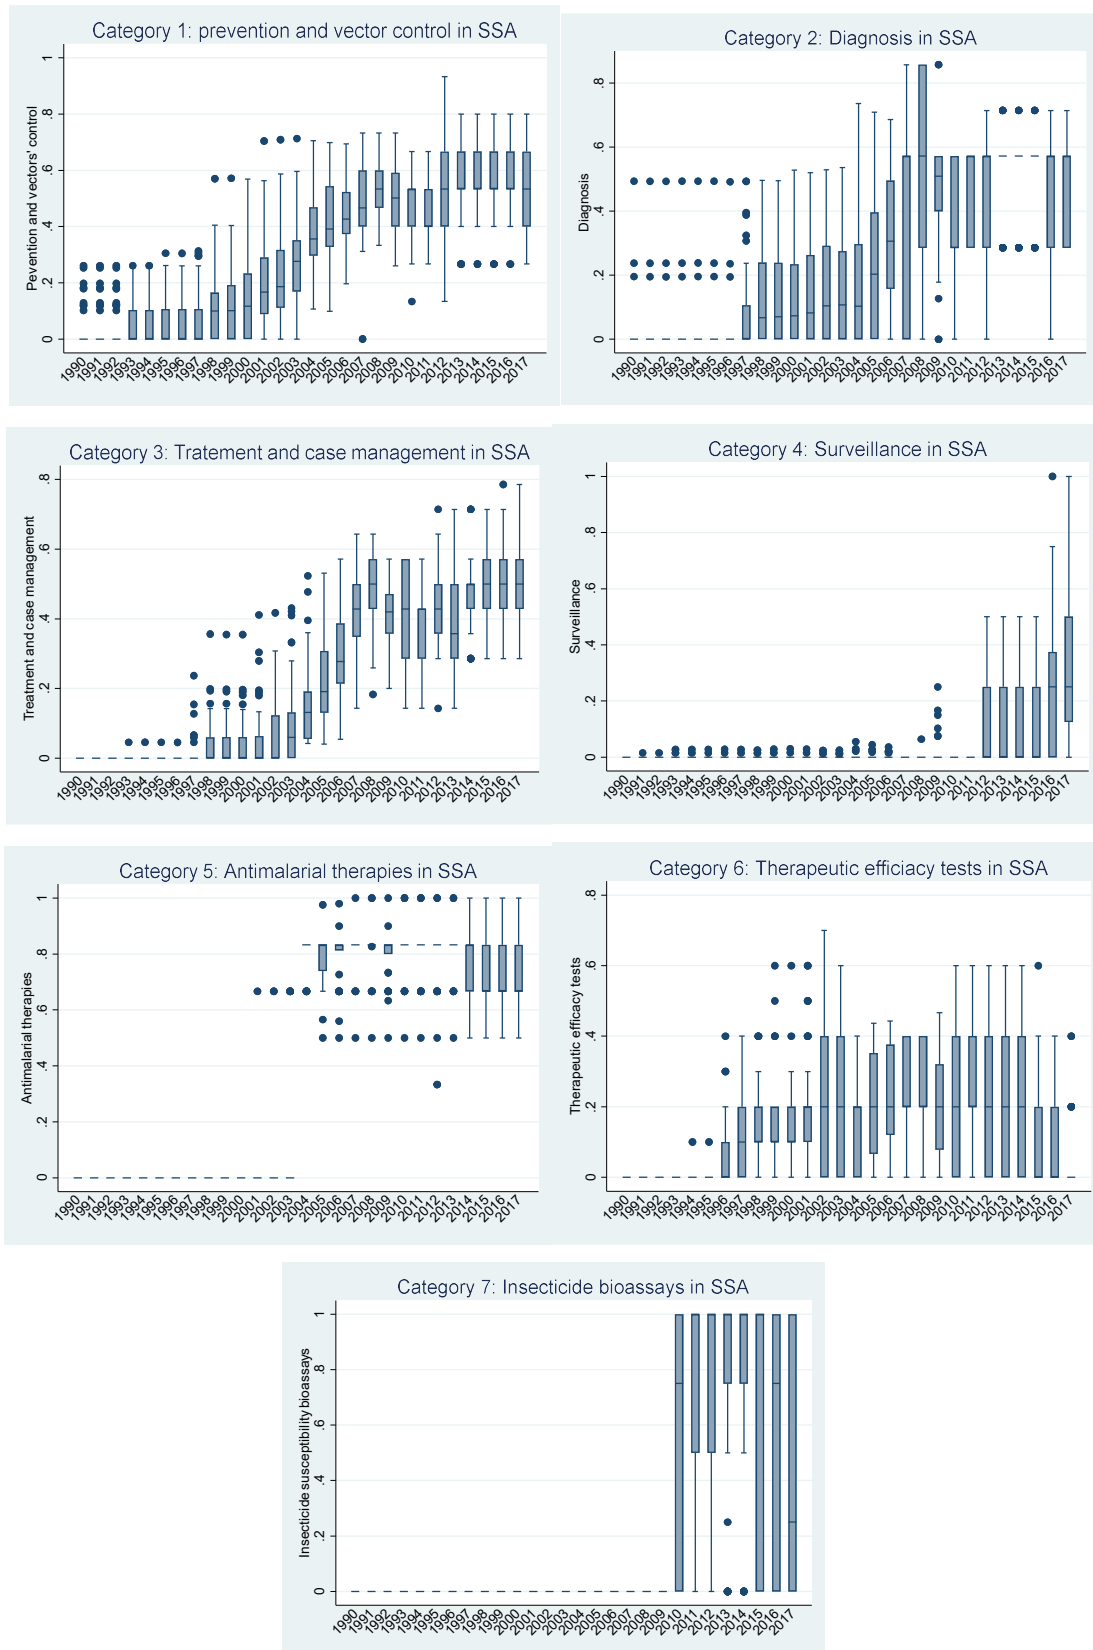 Category 1: prevention and vector control in SSA
Pevention and vectors' control
1
.8
.6
.4
.2
0
1990 1991 1992 1993 1994 1995 1996 1997 1998 1999 2000 2001 2002 2003 2004 2005 2006 2007 2008 2009 2010 2011 2012 2013 2014 2015 2016 2017
Category 2: Diagnosis in SSA
Diagnosis
.8
.6
.4
.2
0
1990 1991 1992 1993 1994 1995 1996 1997 1998 1999 2000 2001 2002 2003 2004 2005 2006 2007 2008 2009 2010 2011 2012 2013 2014 2015 2016 2017
Category 3: Tratement and case management in SSA
Treatment and case management
.8
.6
.4
.2
0
1990 1991 1992 1993 1994 1995 1996 1997 1998 1999 2000 2001 2002 2003 2004 2005 2006 2007 2008 2009 2010 2011 2012 2013 2014 2015 2016 2017
Category 4: Surveillance in SSA
Surveillance
1
.8
.6
.4
.2
0
1990 1991 1992 1993 1994 1995 1996 1997 1998 1999 2000 2001 2002 2003 2004 2005 2006 2007 2008 2009 2010 2011 2012 2013 2014 2015 2016 2017
Category 5: Antimalarial therapies in SSA
Antimalarial therapies
1
.8
.6
.4
.2
0
1990 1991 1992 1993 1994 1995 1996 1997 1998 1999 2000 2001 2002 2003 2004 2005 2006 2007 2008 2009 2010 2011 2012 2013 2014 2015 2016 2017
Category 6: Therapeutic efficiacy tests in SSA
Therapeutic efficacy tests
.8
.6
.4
.2
0
1990 1991 1992 1993 1994 1995 1996 1997 1998 1999 2000 2001 2002 2003 2004 2005 2006 2007 2008 2009 2010 2011 2012 2013 2014 2015 2016 2017
Category 7: Insecticide bioassays in SSA
Insecticide susceptibility bioassays
1
.8
.6
.4
.2
0
1990 1991 1992 1993 1994 1995 1996 1997 1998 1999 2000 2001 2002 2003 2004 2005 2006 2007 2008 2009 2010 2011 2012 2013 2014 2015 2016 2017